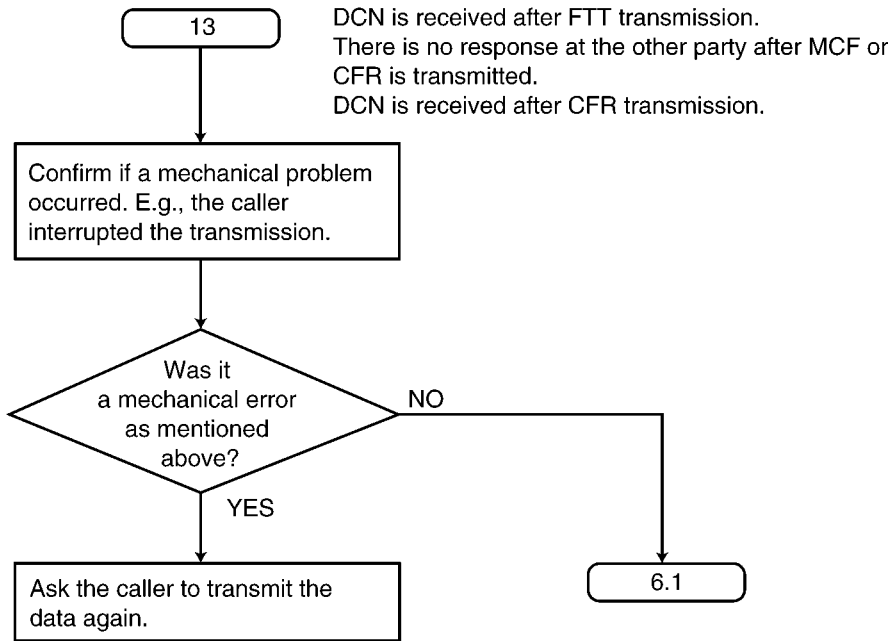 13
DCN is received after FTT transmission.
There is no response at the other party after MCF or
CFR is transmitted.
DCN is received after CFR transmission.
Confirm if a mechanical problem
occurred. E.g., the caller
interrupted the transmission.
Was it
a mechanical error
as mentioned
above?
NO
YES
Ask the caller to transmit the
data again.
6.1